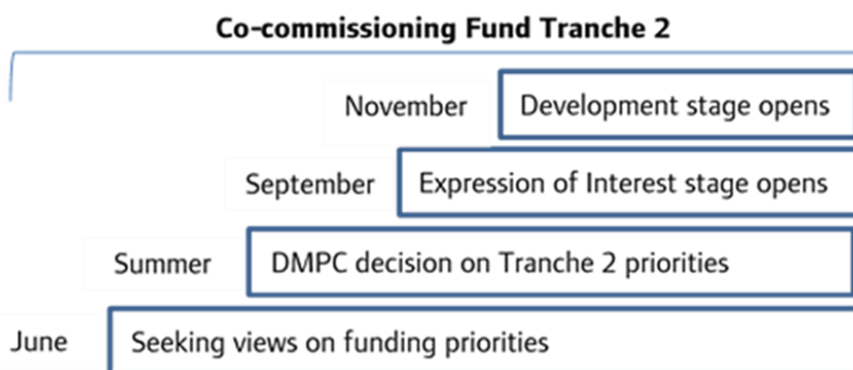 Co-commissioning Fund Tranche 2
November Development stage opens
September Expression of Interest stage opens
Summer DMPC decision on Tranche 2 priorities
June Seeking views on funding priorities